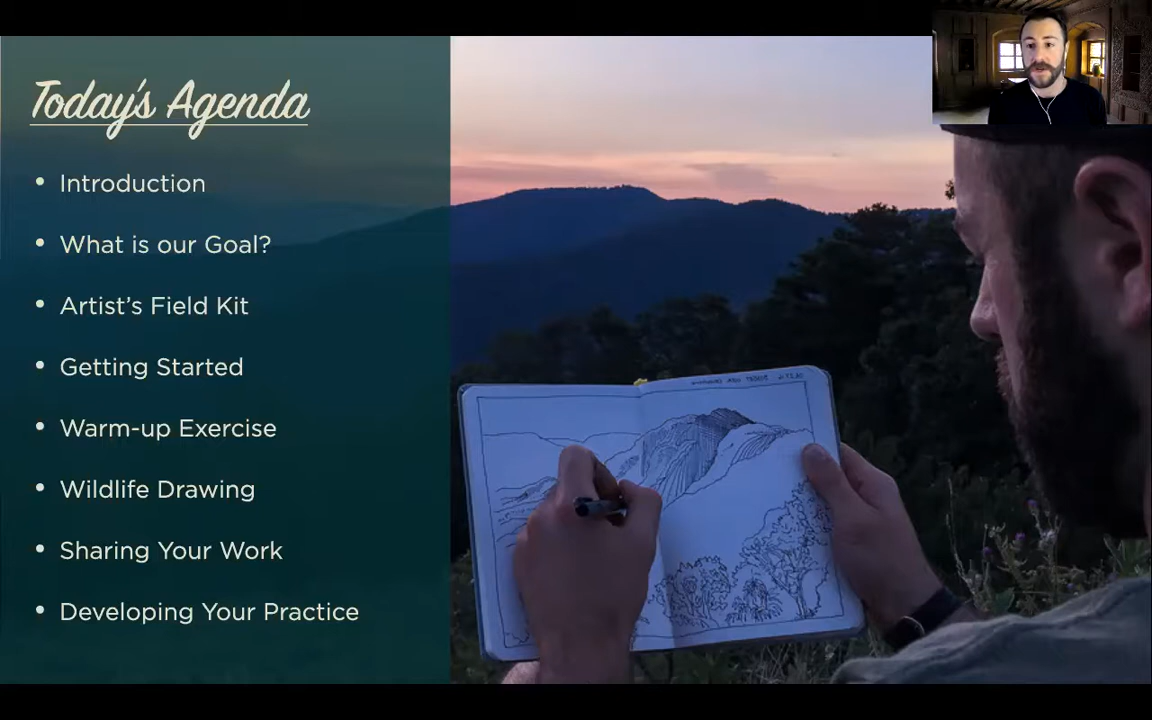 Today's Agenda
• Introduction
• What is our Goal?
• Artist's Field Kit
• Getting Started
• Warm-up Exercise
• Wildlife Drawing
• Sharing Your Work
• Developing Your Practice